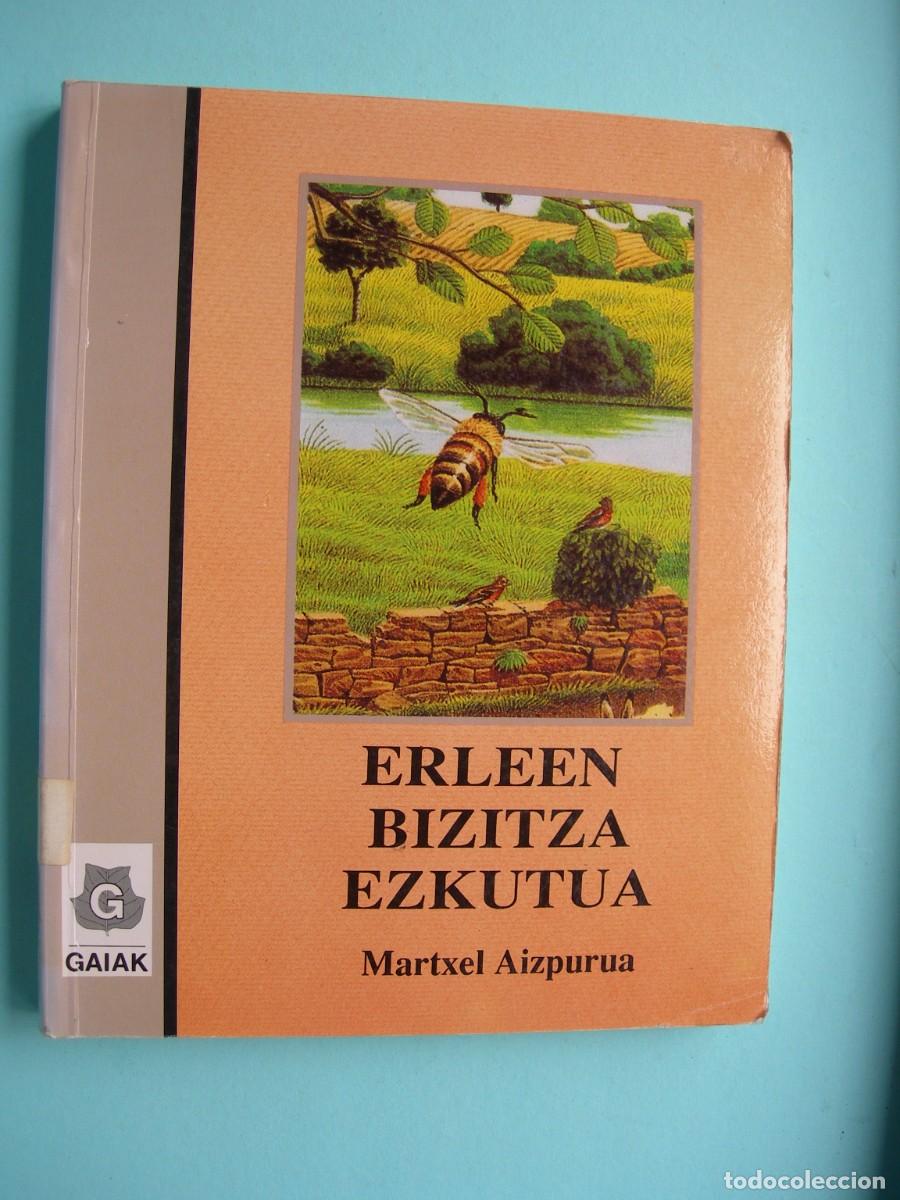 ERLEEN
BIZITZA
EZKUTUA
Martxel Aizpurua
G
GAIAK
todocoleccion